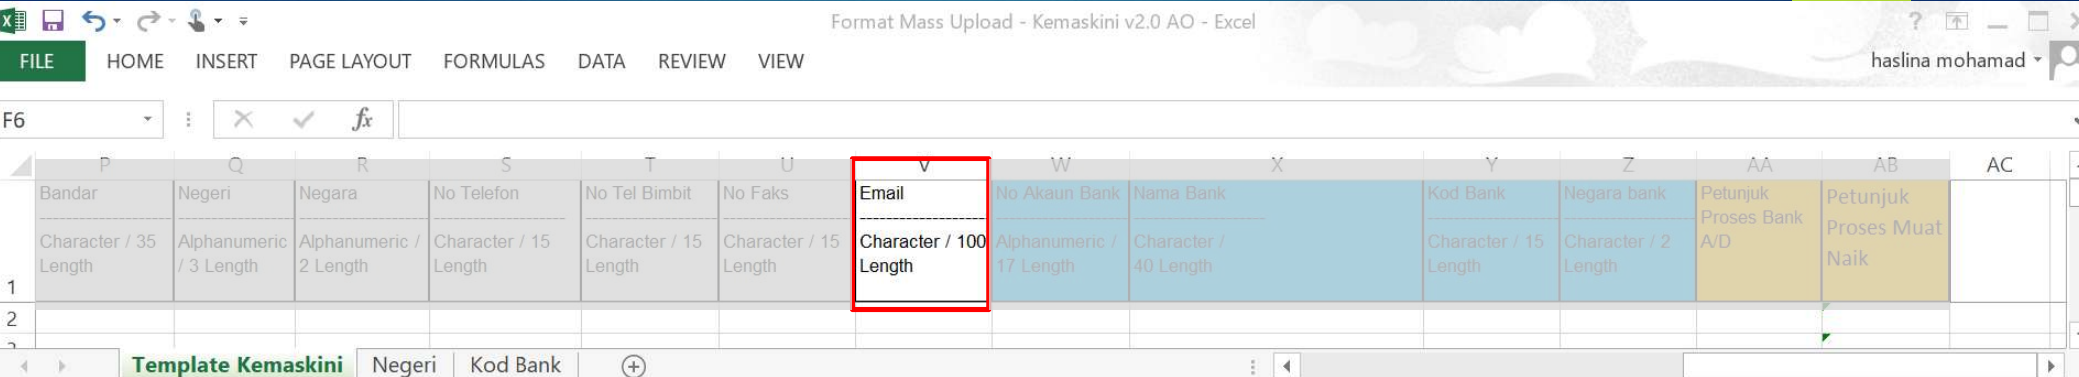 Format Mass Upload - Kemaskini v2.0 AO - Excel
FILE HOME INSERT PAGE LAYOUT FORMULAS DATA REVIEW VIEW
haslina mohamad
F6 fx
P Q R S T U V W X Y Z AA AB AC
1
Bandar
--------------------
Character / 35
Length
Negeri
--------------------
Alphanumeric
/ 3 Length
Negara
--------------------
Alphanumeric /
2 Length
No Telefon
--------------------
Character / 15
Length
No Tel Bimbit
--------------------
Character / 15
Length
No Faks
--------------------
Character / 15
Length
Email
--------------------
Character / 100
Length
No Akaun Bank
--------------------
Alphanumeric /
17 Length
Nama Bank
--------------------
Character /
40 Length
Kod Bank
--------------------
Character / 15
Length
Negara bank
--------------------
Character / 2
Length
Petunjuk
Proses Bank
A/D
Petunjuk
Proses Muat
Naik
2
Template Kemaskini Negeri Kod Bank